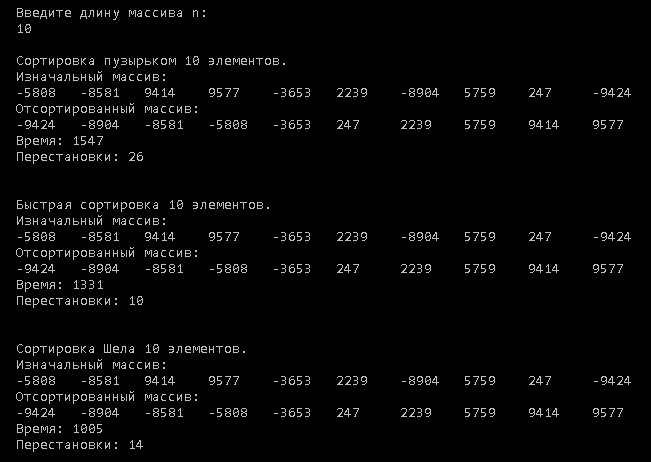 Введите длину массива n:
10
Сортировка пузырьком 10 элементов.
Изначальный массив:
-5808 -8581 9414 9577 -3653 2239 -8904 5759 247 -9424
Отсортированный массив:
-9424 -8904 -8581 -5808 -3653 247 2239 5759 9414 9577
Время: 1547
Перестановки: 26
Быстрая сортировка 10 элементов.
Изначальный массив:
-5808 -8581 9414 9577 -3653 2239 -8904 5759 247 -9424
Отсортированный массив:
-9424 -8904 -8581 -5808 -3653 247 2239 5759 9414 9577
Время: 1331
Перестановки: 10
Сортировка Шела 10 элементов.
Изначальный массив:
-5808 -8581 9414 9577 -3653 2239 -8904 5759 247 -9424
Отсортированный массив:
-9424 -8904 -8581 -5808 -3653 247 2239 5759 9414 9577
Время: 1005
Перестановки: 14